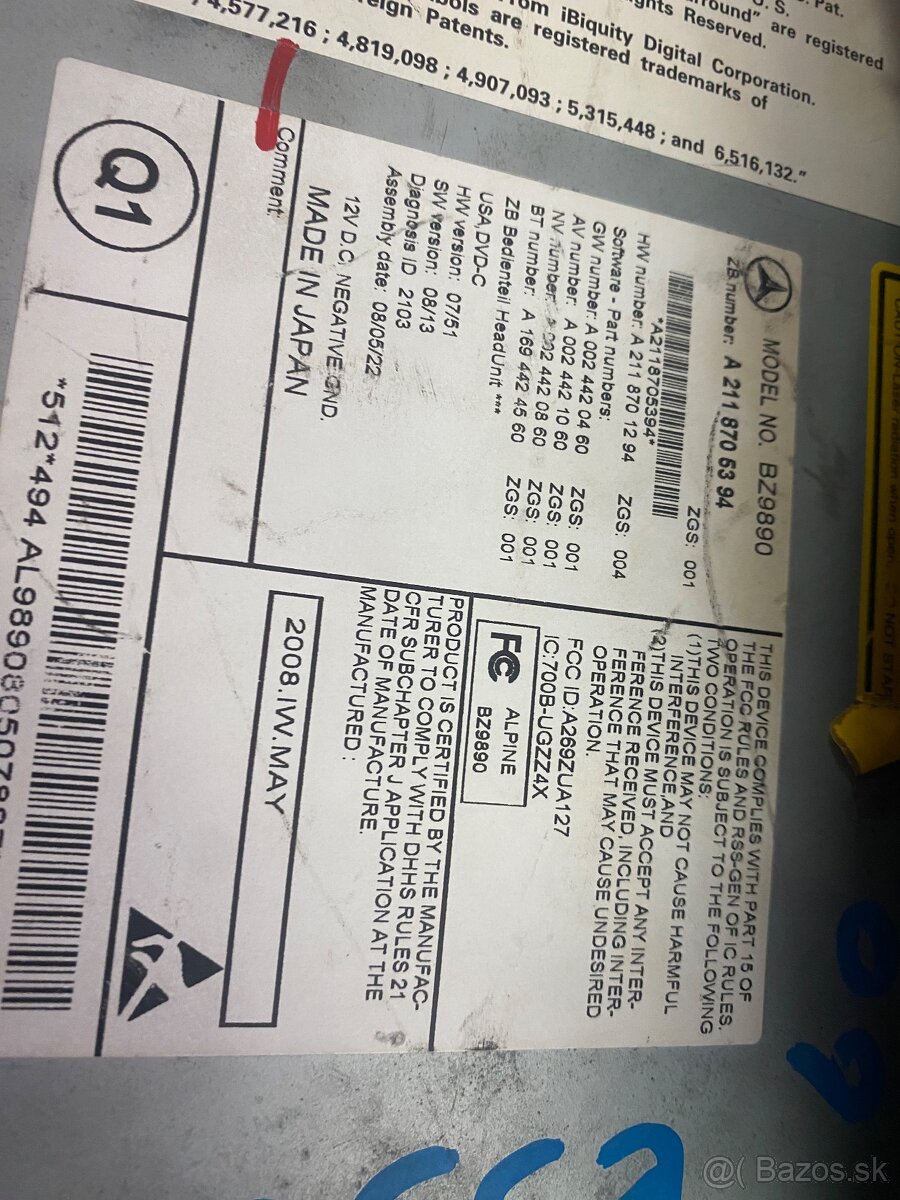 U. S. Pat.
round" are registered
ghts Reserved.
rom iBiquity Digital Corporation.
bols are registered trademarks of
reign Patents.
4,577,216 ; 4,819,098 ; 4,907,093 ; 5,315,448 ; and 6,516,132."
MODEL NO. BZ9890
ZB number: A 211 870 53 94 ZGS: 001
*A2118705394*
HW number: A 211 870 12 94 ZGS: 004
Software - Part numbers:
GW number: A 002 442 04 60 ZGS: 001
AV number: A 002 442 10 60 ZGS: 001
NV number: A 002 442 08 60 ZGS: 001
BT number: A 169 442 45 60 ZGS: 001
ZB Bedienteil HeadUnit ***
USA,DVD-C
HW version: 07/51
SW version: 08/13
Diagnosis ID 2103
Assembly date: 08/05/22
12V D.C, NEGATIVE GND.
MADE IN JAPAN
Comment:
Q1
*512*494 AL98908050
THIS DEVICE COMPLIES WITH PART 15 OF
THE FCC RULES AND RSS-GEN OF IC RULES.
OPERATION IS SUBJECT TO THE FOLLOWING
TWO CONDITIONS:
(1)THIS DEVICE MAY NOT CAUSE HARMFUL
INTERFERENCE,AND
(2)THIS DEVICE MUST ACCEPT ANY INTER-
FERENCE RECEIVED, INCLUDING INTER-
FERENCE THAT MAY CAUSE UNDESIRED
OPERATION.
FCC ID:A269ZUA127
IC:700B-UGZZ4X
FC ALPINE
BZ9890
PRODUCT IS CERTIFIED BY THE MANUFAC-
TURER TO COMPLY WITH DHHS RULES 21
CFR SUBCHAPTER J APPLICATION AT THE
DATE OF MANUFACTURE.
MANUFACTURED :
2008.IW.MAY
@( Bazos.sk